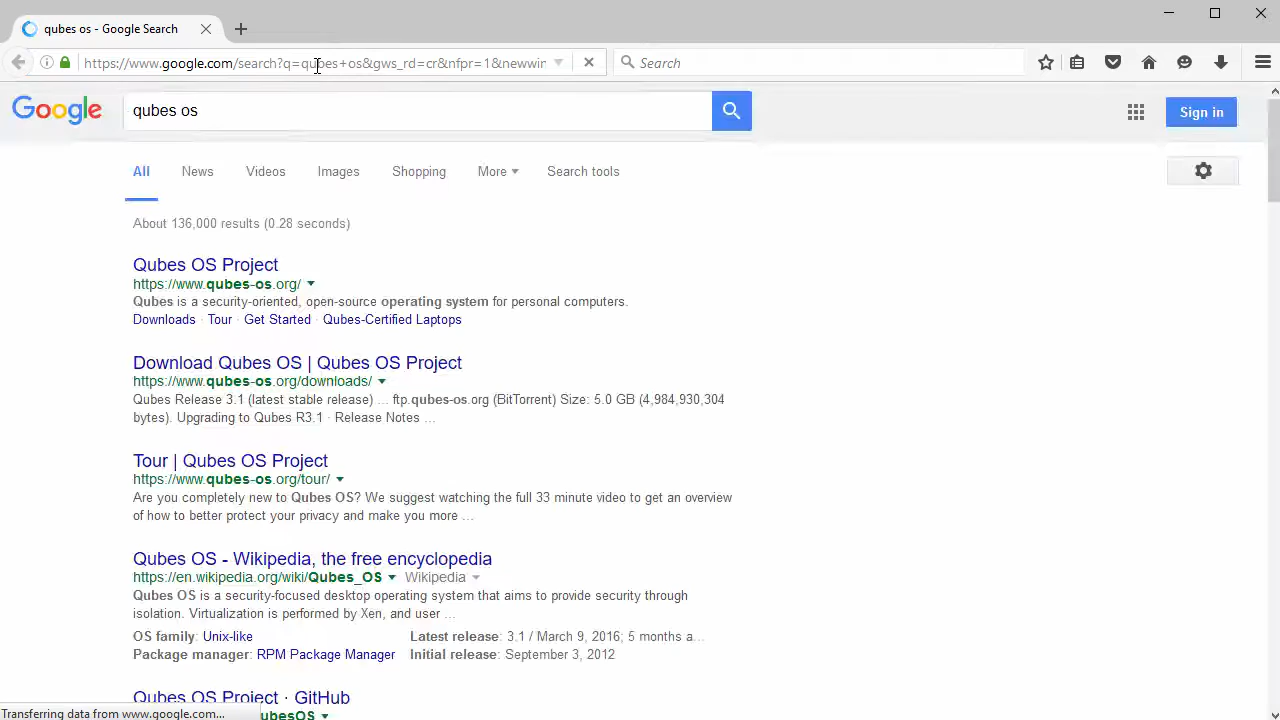 qubes os - Google Search
https://www.google.com/search?q=qubes+os&gws_rd=cr&nfpr=1&newwin
Search
Google
qubes os
Sign in
All News Videos Images Shopping More Search tools
About 136,000 results (0.28 seconds)
Qubes OS Project
https://www.qubes-os.org/
Qubes is a security-oriented, open-source operating system for personal computers.
Downloads · Tour · Get Started · Qubes-Certified Laptops
Download Qubes OS | Qubes OS Project
https://www.qubes-os.org/downloads/
Qubes Release 3.1 (latest stable release) ... ftp.qubes-os.org (BitTorrent) Size: 5.0 GB (4,984,930,304
bytes). Upgrading to Qubes R3.1 · Release Notes ...
Tour | Qubes OS Project
https://www.qubes-os.org/tour/
Are you completely new to Qubes OS? We suggest watching the full 33 minute video to get an overview
of how to better protect your privacy and make you more ...
Qubes OS - Wikipedia, the free encyclopedia
https://en.wikipedia.org/wiki/Qubes_OS Wikipedia
Qubes OS is a security-focused desktop operating system that aims to provide security through
isolation. Virtualization is performed by Xen, and user ...
OS family: Unix-like Latest release: 3.1 / March 9, 2016; 5 months a...
Package manager: RPM Package Manager Initial release: September 3, 2012
Qubes OS Project · GitHub
Transferring data from www.google.com... ubesOS